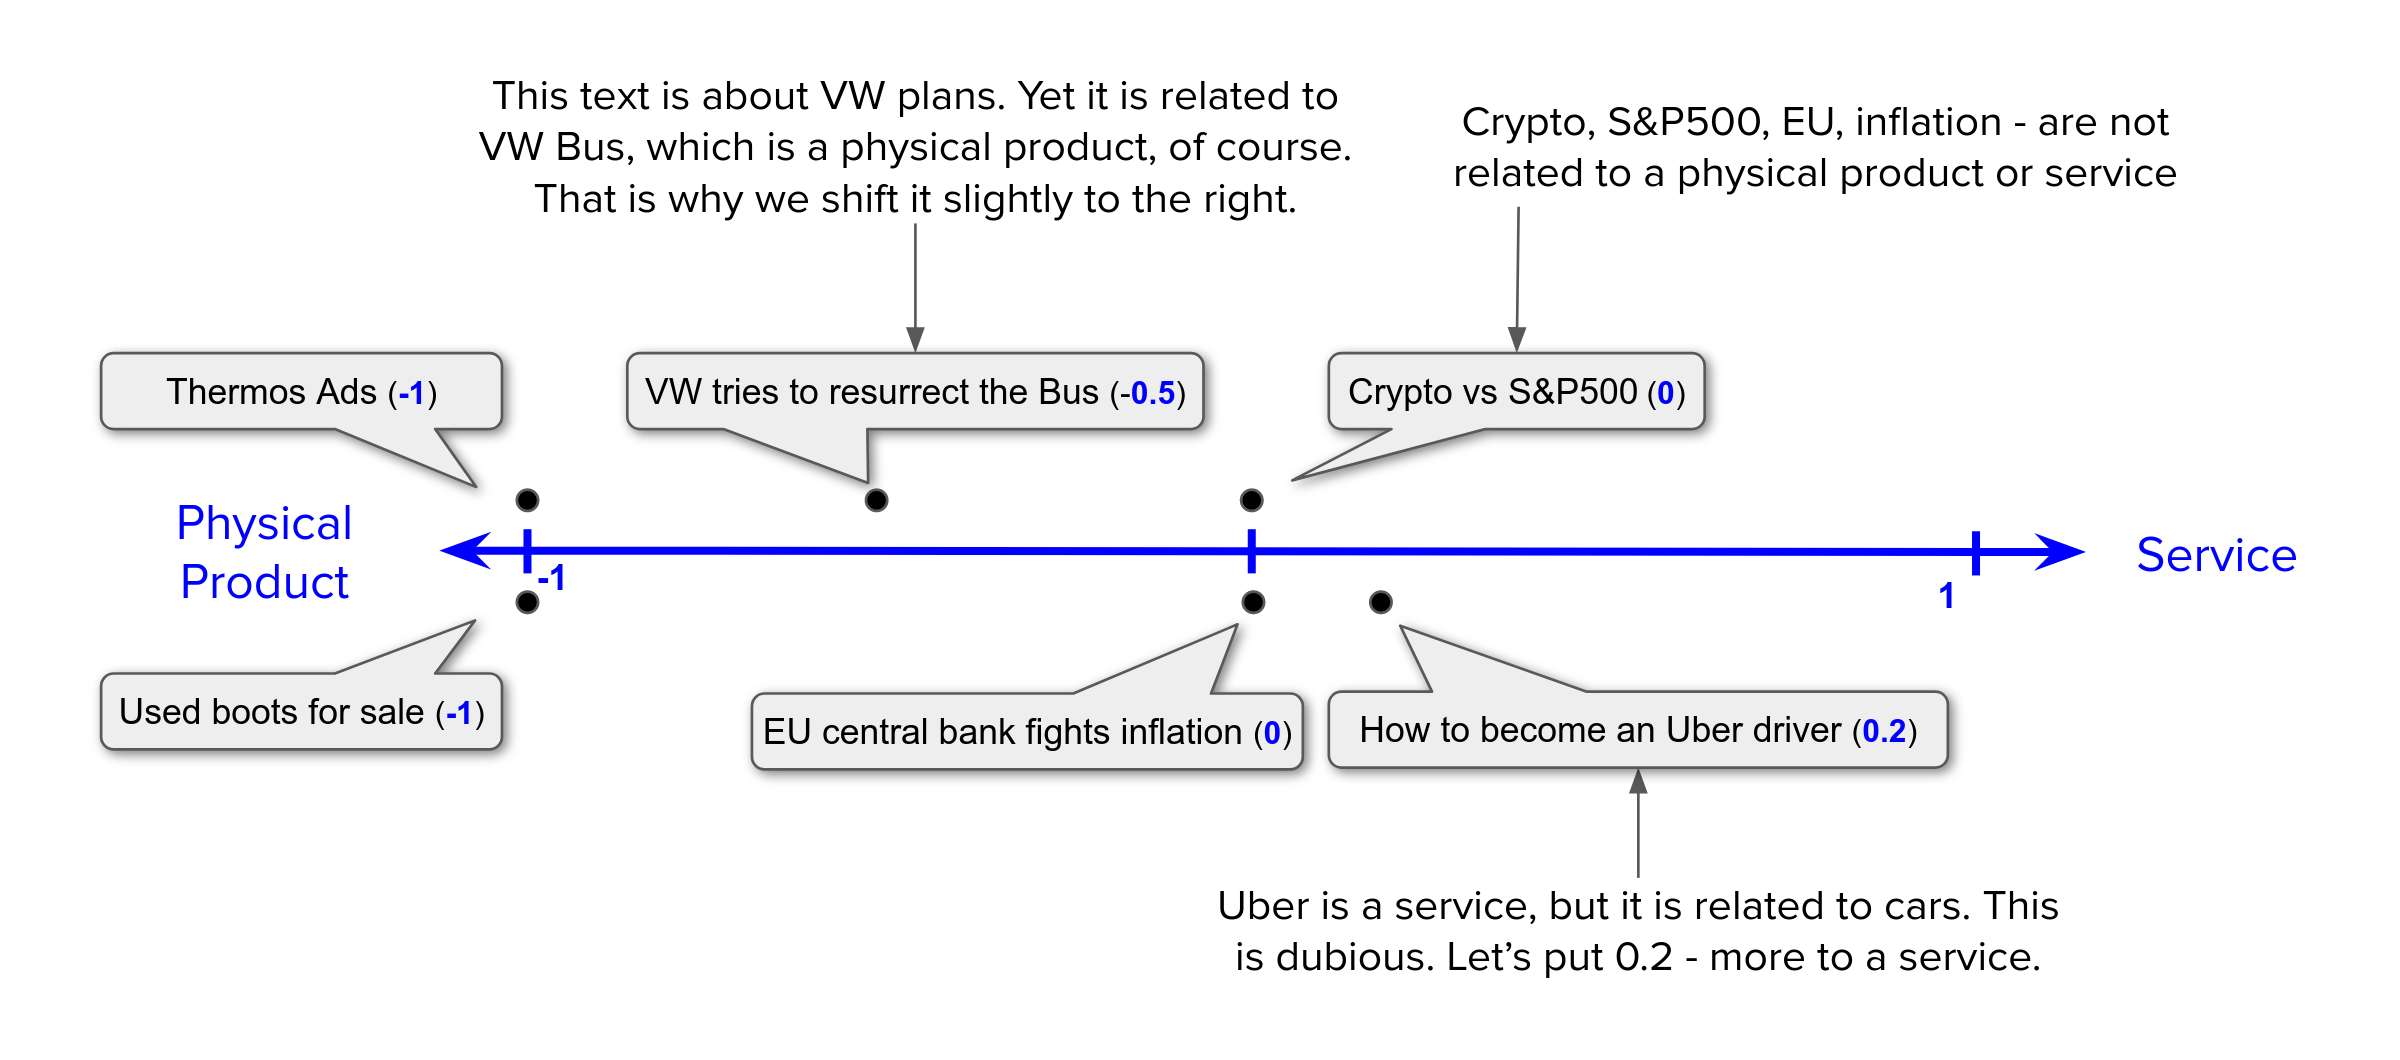 This text is about VW plans. Yet it is related to
VW Bus, which is a physical product, of course.
That is why we shift it slightly to the right.
Crypto, S&P500, EU, inflation - are not
related to a physical product or service
Thermos Ads (-1)
VW tries to resurrect the Bus (-0.5)
Crypto vs S&P500 (0)
Physical
Product
-1
1
Service
Used boots for sale (-1)
EU central bank fights inflation (0)
How to become an Uber driver (0.2)
Uber is a service, but it is related to cars. This
is dubious. Let’s put 0.2 - more to a service.